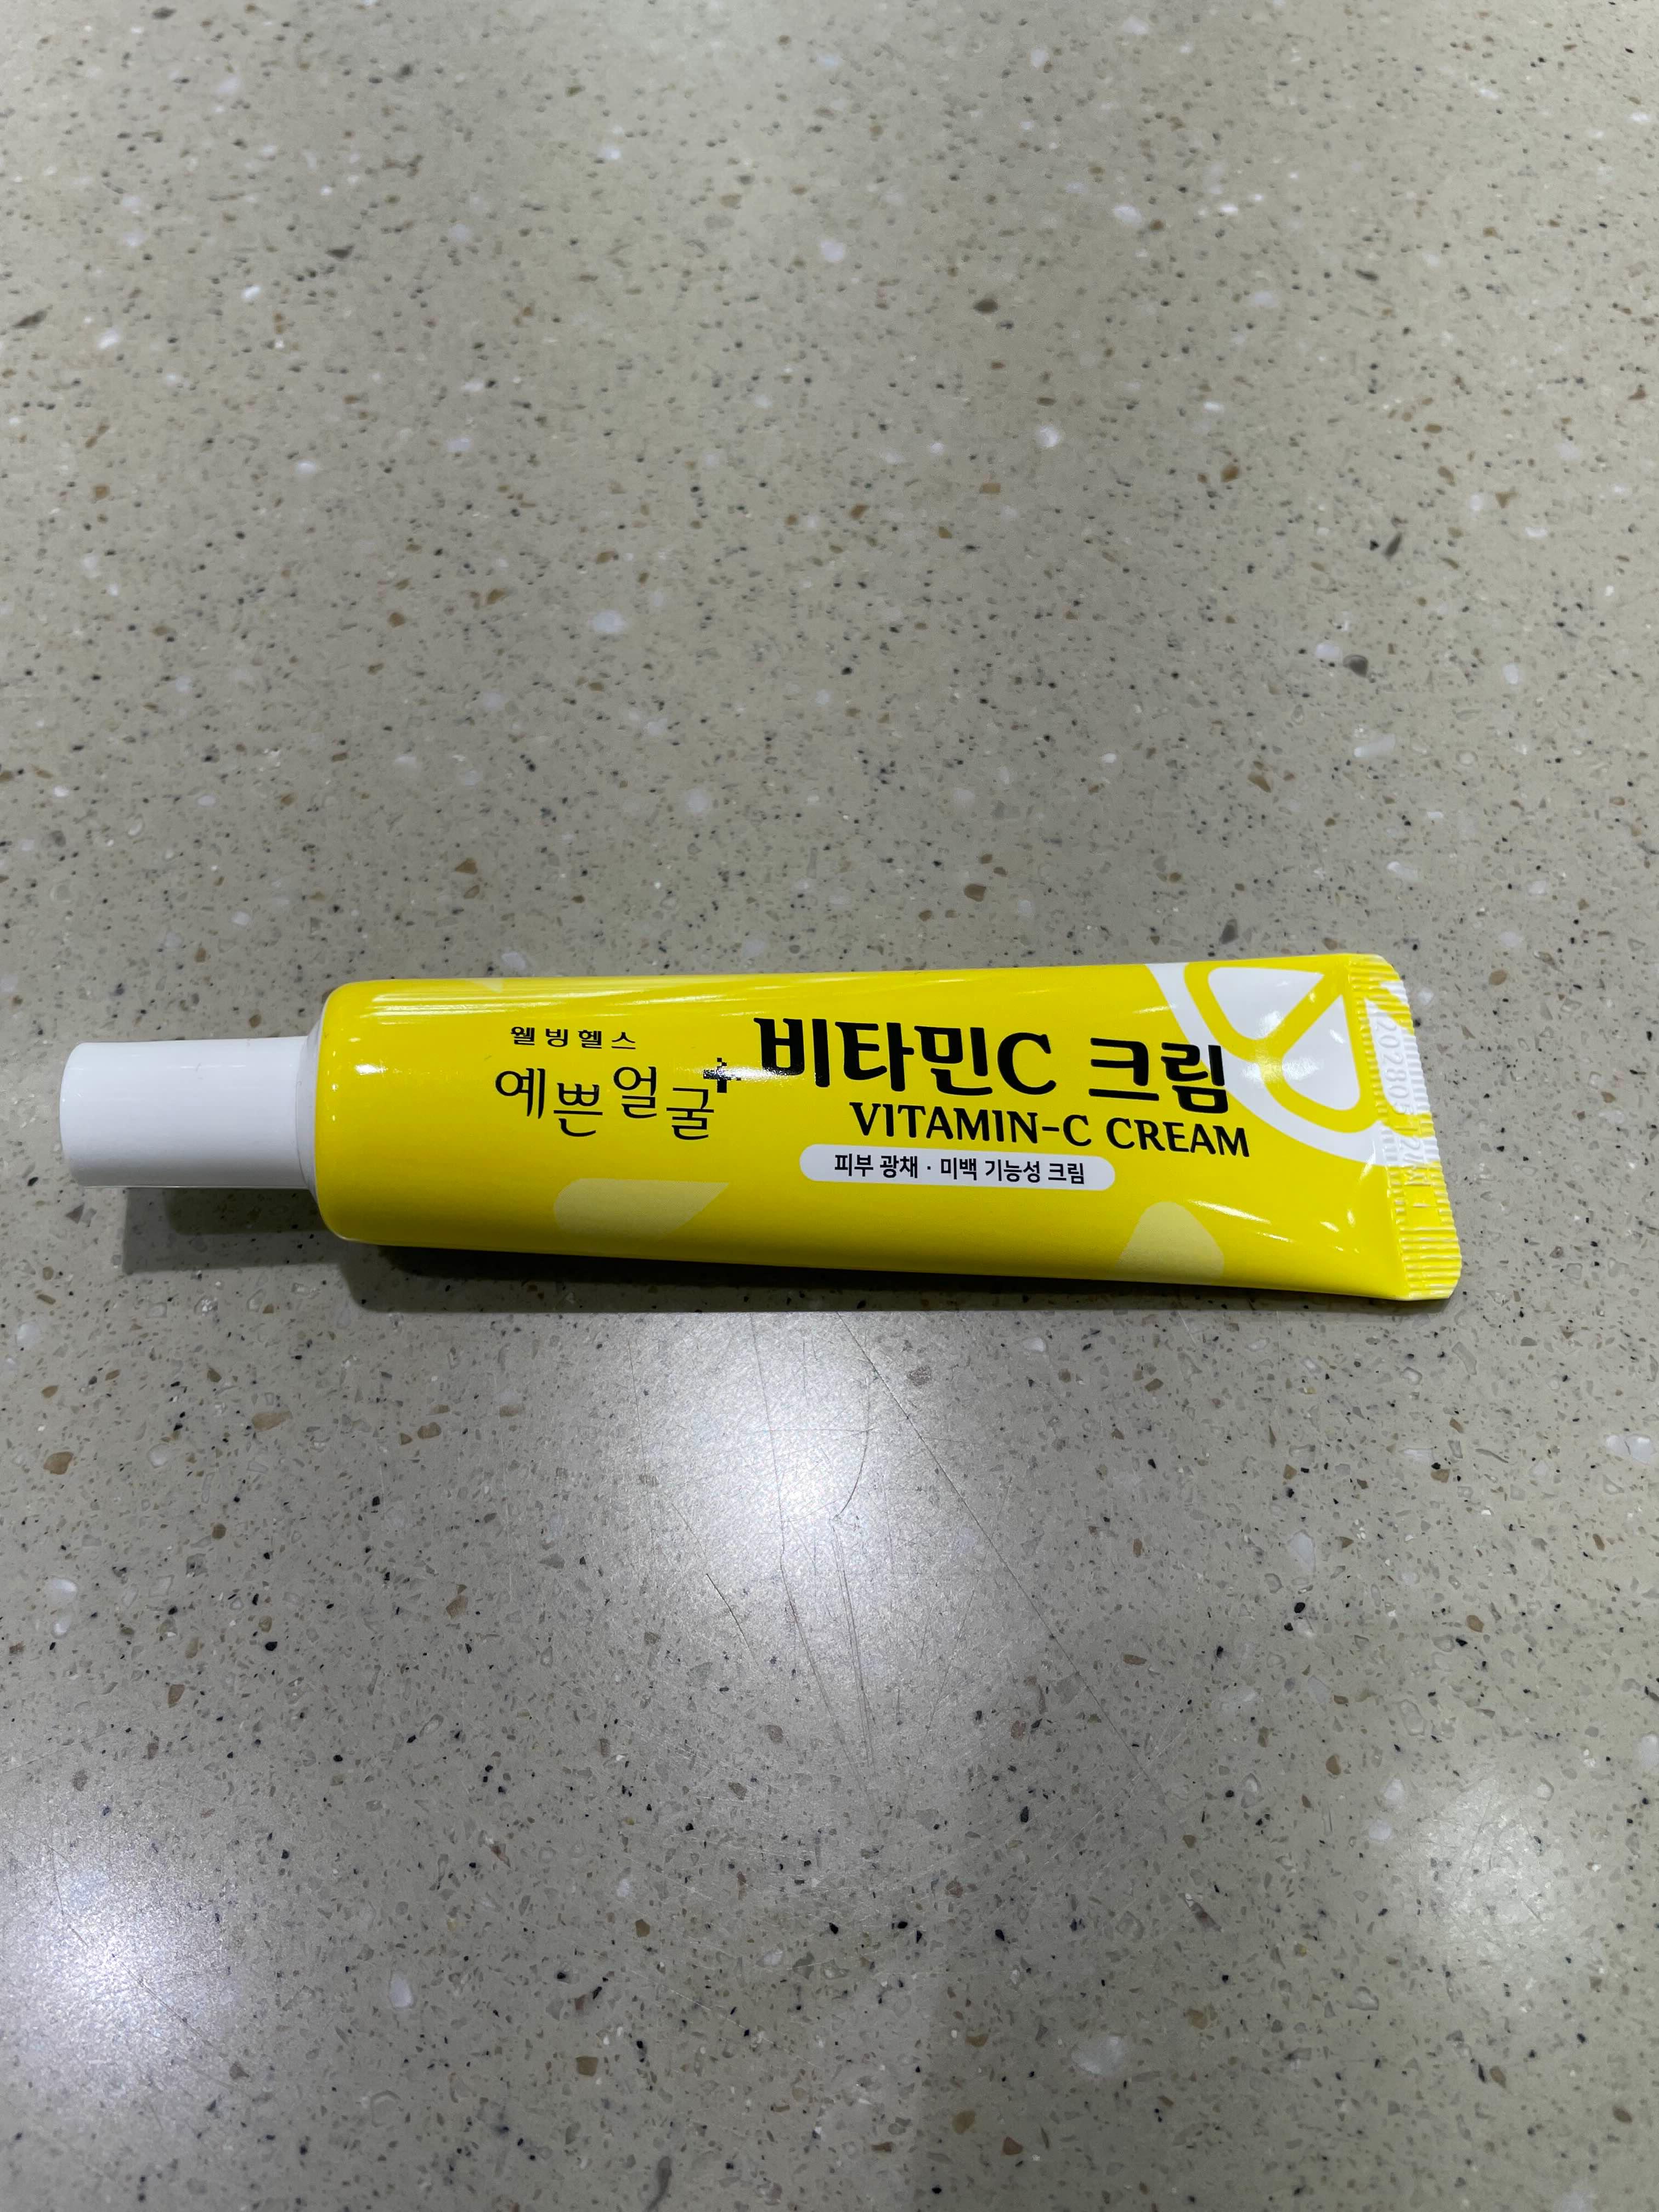 웰빙헬스
예쁜얼굴+
비타민C 크림
VITAMIN-C CREAM
피부 광채 · 미백 기능성 크림